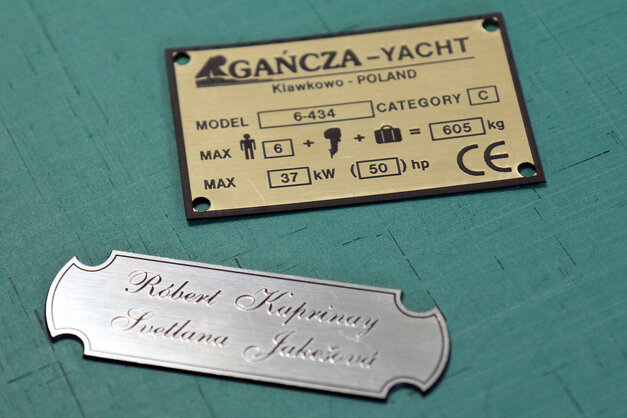 GAŃCZA-YACHT
Klawkowo - POLAND
MODEL 6-434 CATEGORY C
MAX 6 + + = 605 kg
MAX 37 kW (50) hp CE
Róbert Kaprinay
Svetlana Jakešová